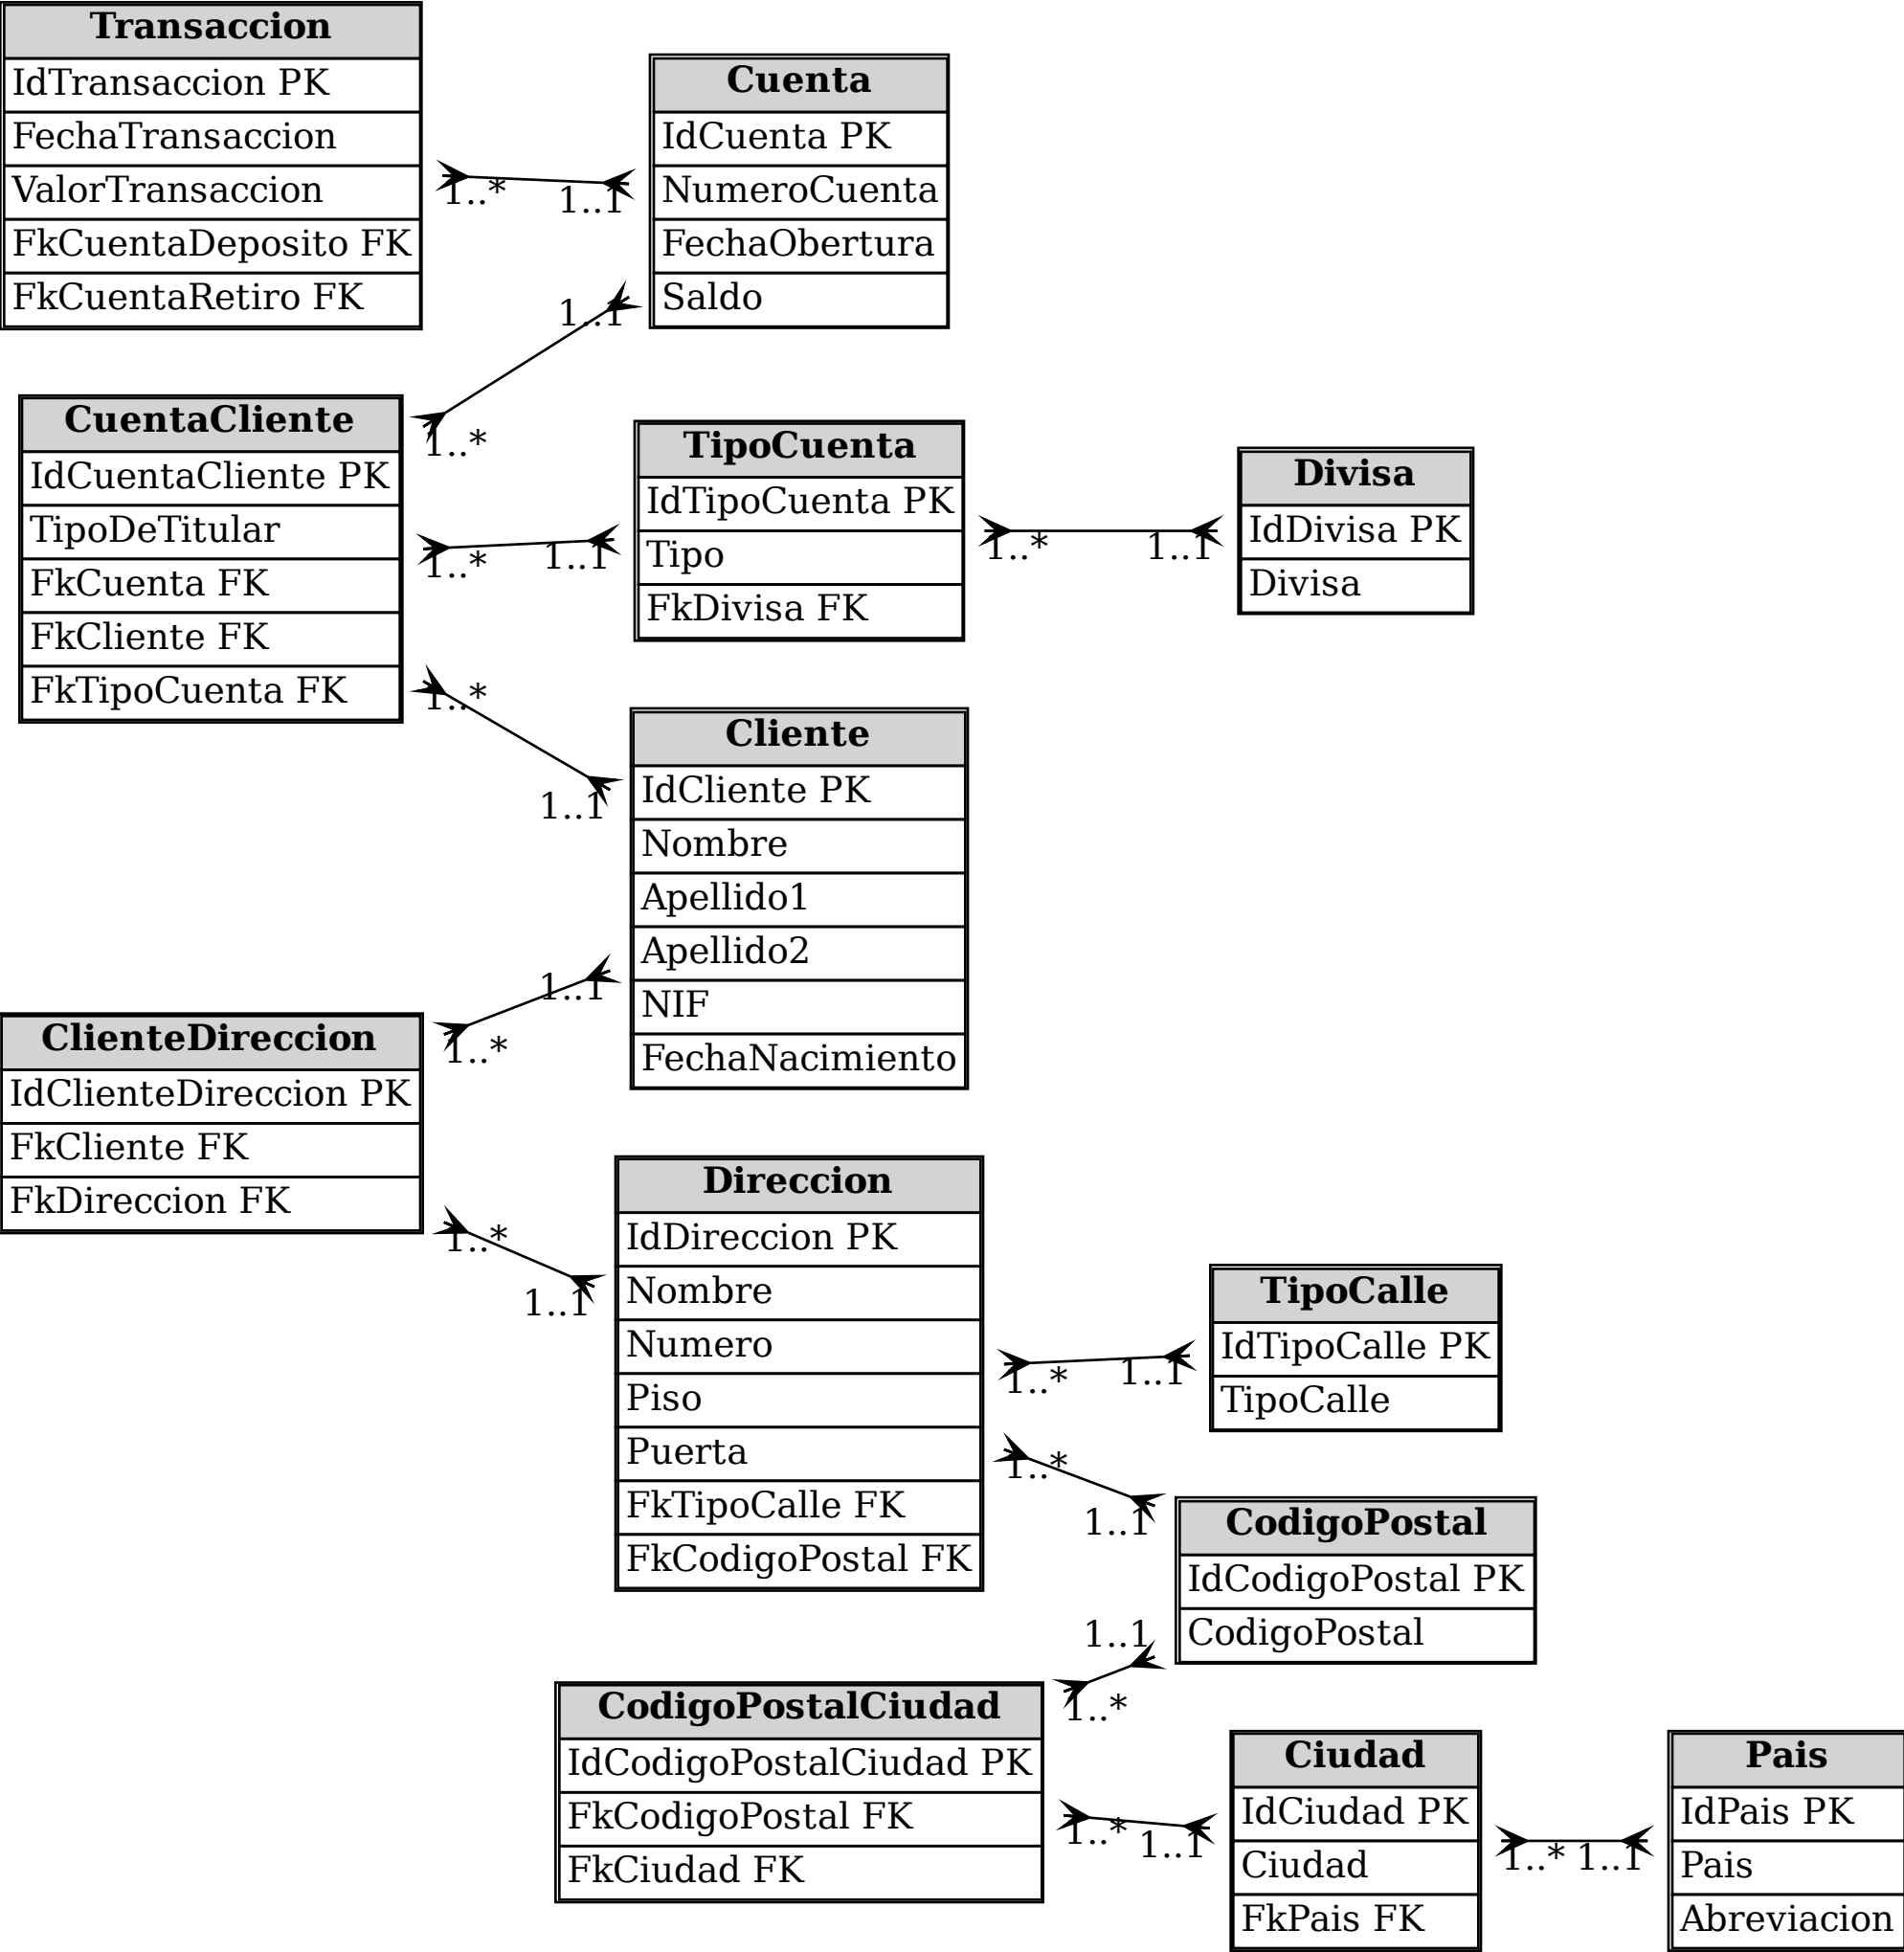 Transaccion
IdTransaccion PK
FechaTransaccion
ValorTransaccion
FkCuentaDeposito FK
FkCuentaRetiro FK
1..*
1..1
Cuenta
IdCuenta PK
NumeroCuenta
FechaObertura
Saldo
1..1
1..*
CuentaCliente
IdCuentaCliente PK
TipoDeTitular
FkCuenta FK
FkCliente FK
FkTipoCuenta FK
1..*
1..1
TipoCuenta
IdTipoCuenta PK
Tipo
FkDivisa FK
1..*
1..1
Divisa
IdDivisa PK
Divisa
1..*
1..1
Cliente
IdCliente PK
Nombre
Apellido1
Apellido2
NIF
FechaNacimiento
1..1
1..*
ClienteDireccion
IdClienteDireccion PK
FkCliente FK
FkDireccion FK
1..*
1..1
Direccion
IdDireccion PK
Nombre
Numero
Piso
Puerta
FkTipoCalle FK
FkCodigoPostal FK
1..*
1..1
TipoCalle
IdTipoCalle PK
TipoCalle
1..*
1..1
CodigoPostal
IdCodigoPostal PK
CodigoPostal
1..1
1..*
CodigoPostalCiudad
IdCodigoPostalCiudad PK
FkCodigoPostal FK
FkCiudad FK
1..*
1..1
Ciudad
IdCiudad PK
Ciudad
FkPais FK
1..*
1..1
Pais
IdPais PK
Pais
Abreviacion